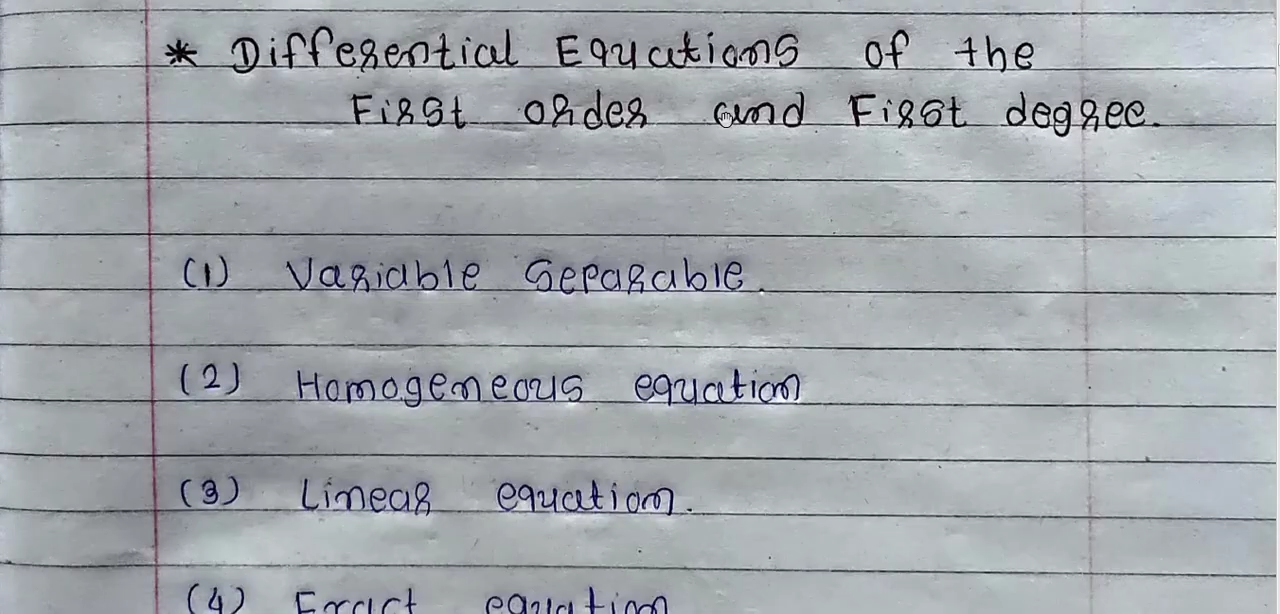 * Differential Equations of the
First order and First degree.
(1) Variable Separable.
(2) Homogeneous equation
(3) Linear equation.
(4) Exact equation